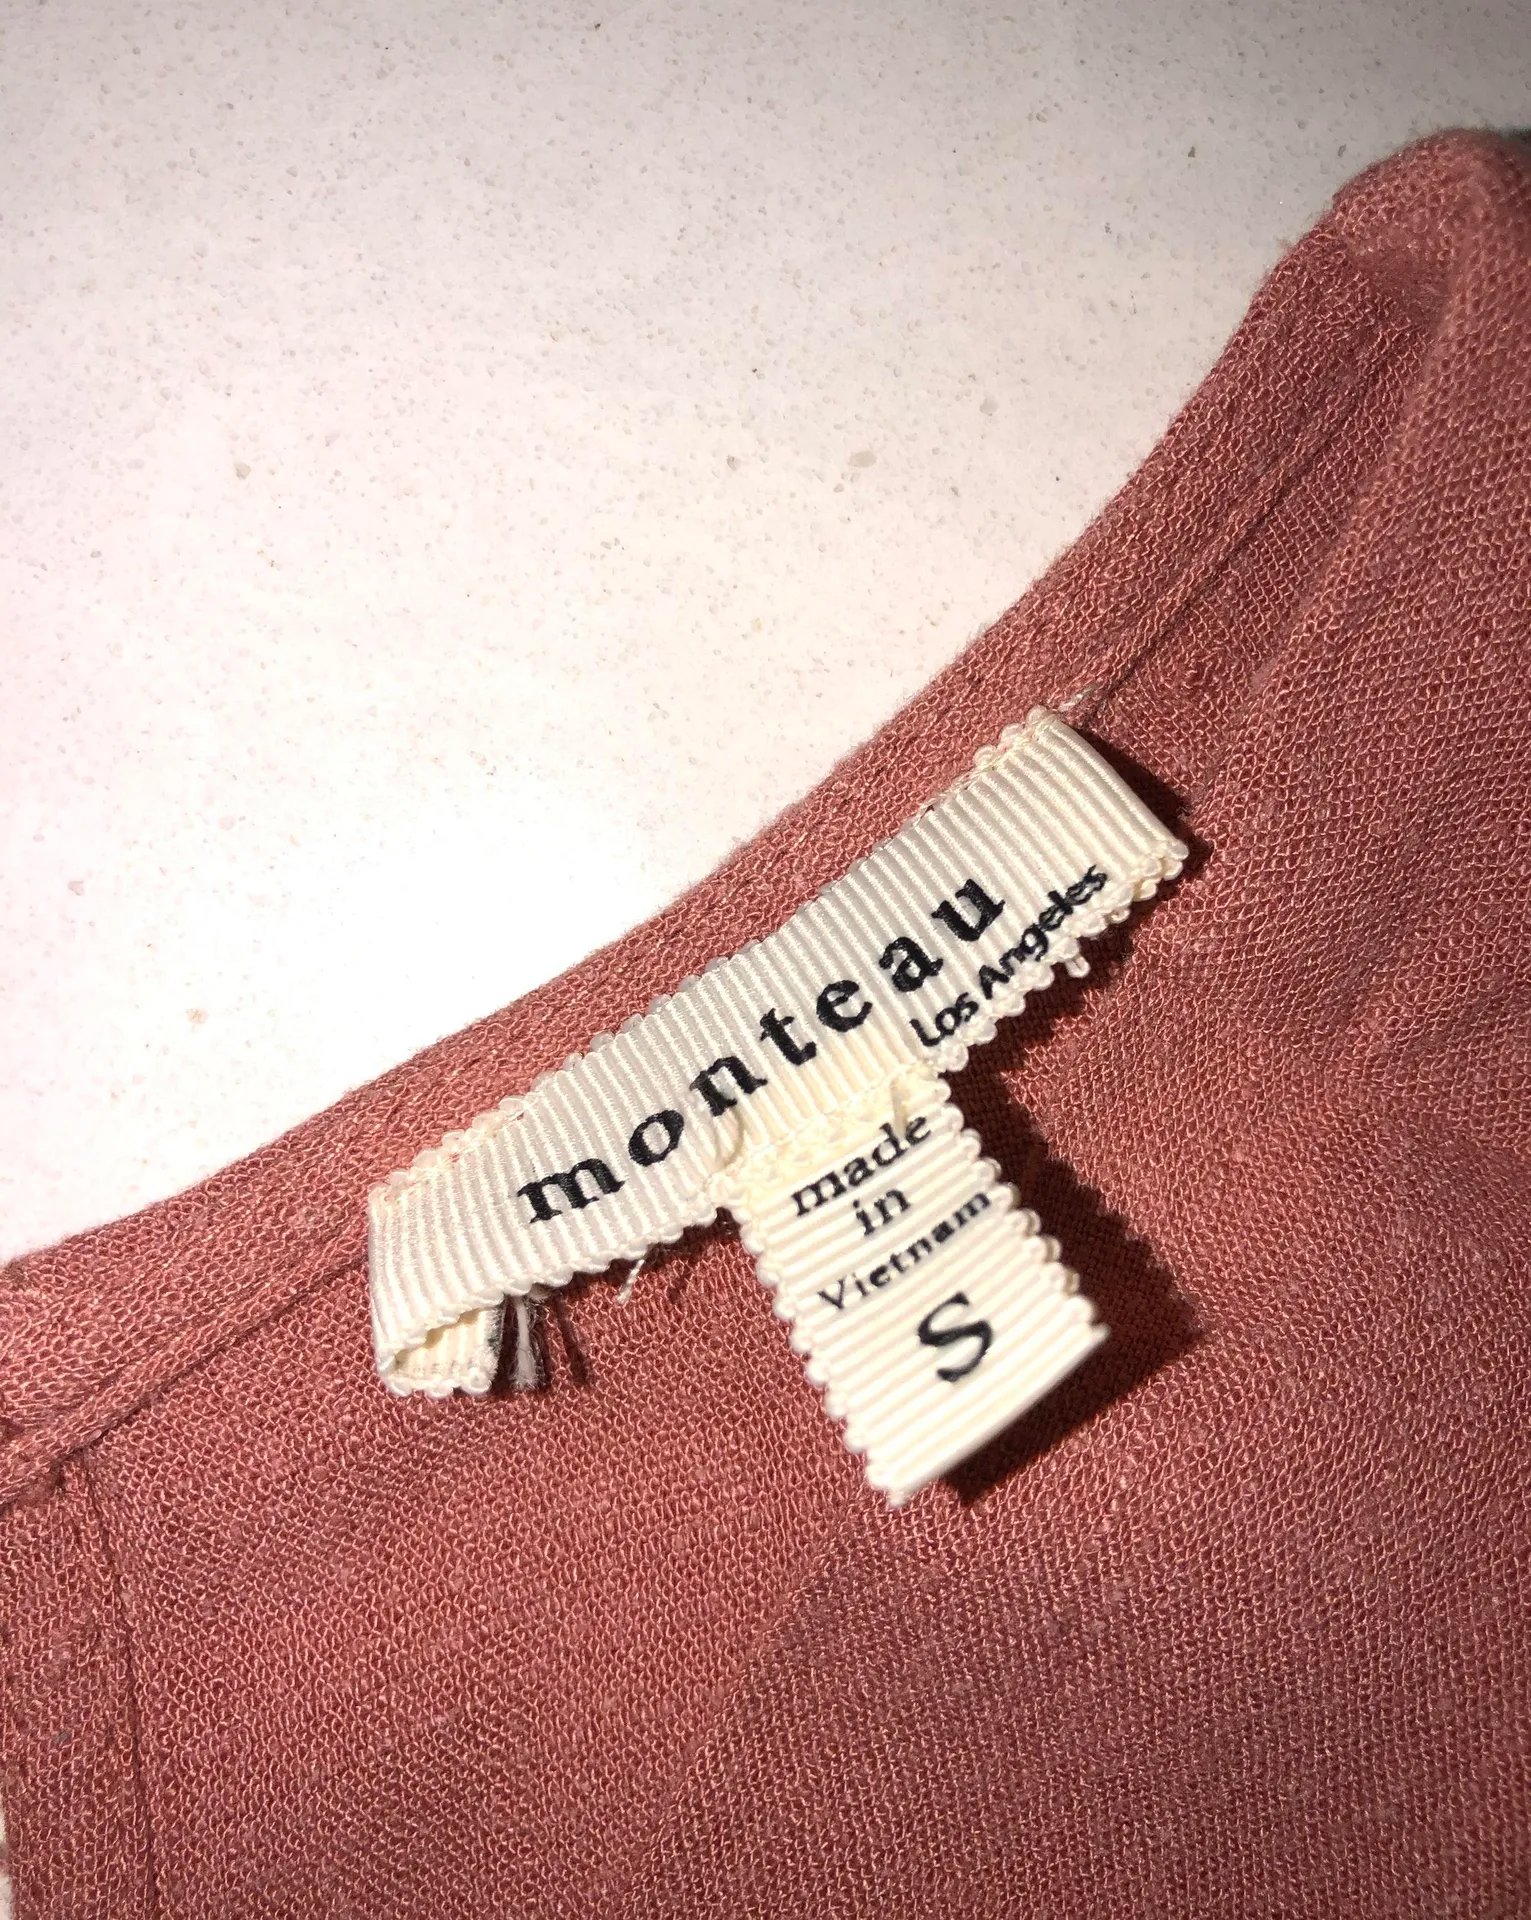 monteau
Los Angeles
made
in
Vietnam
S